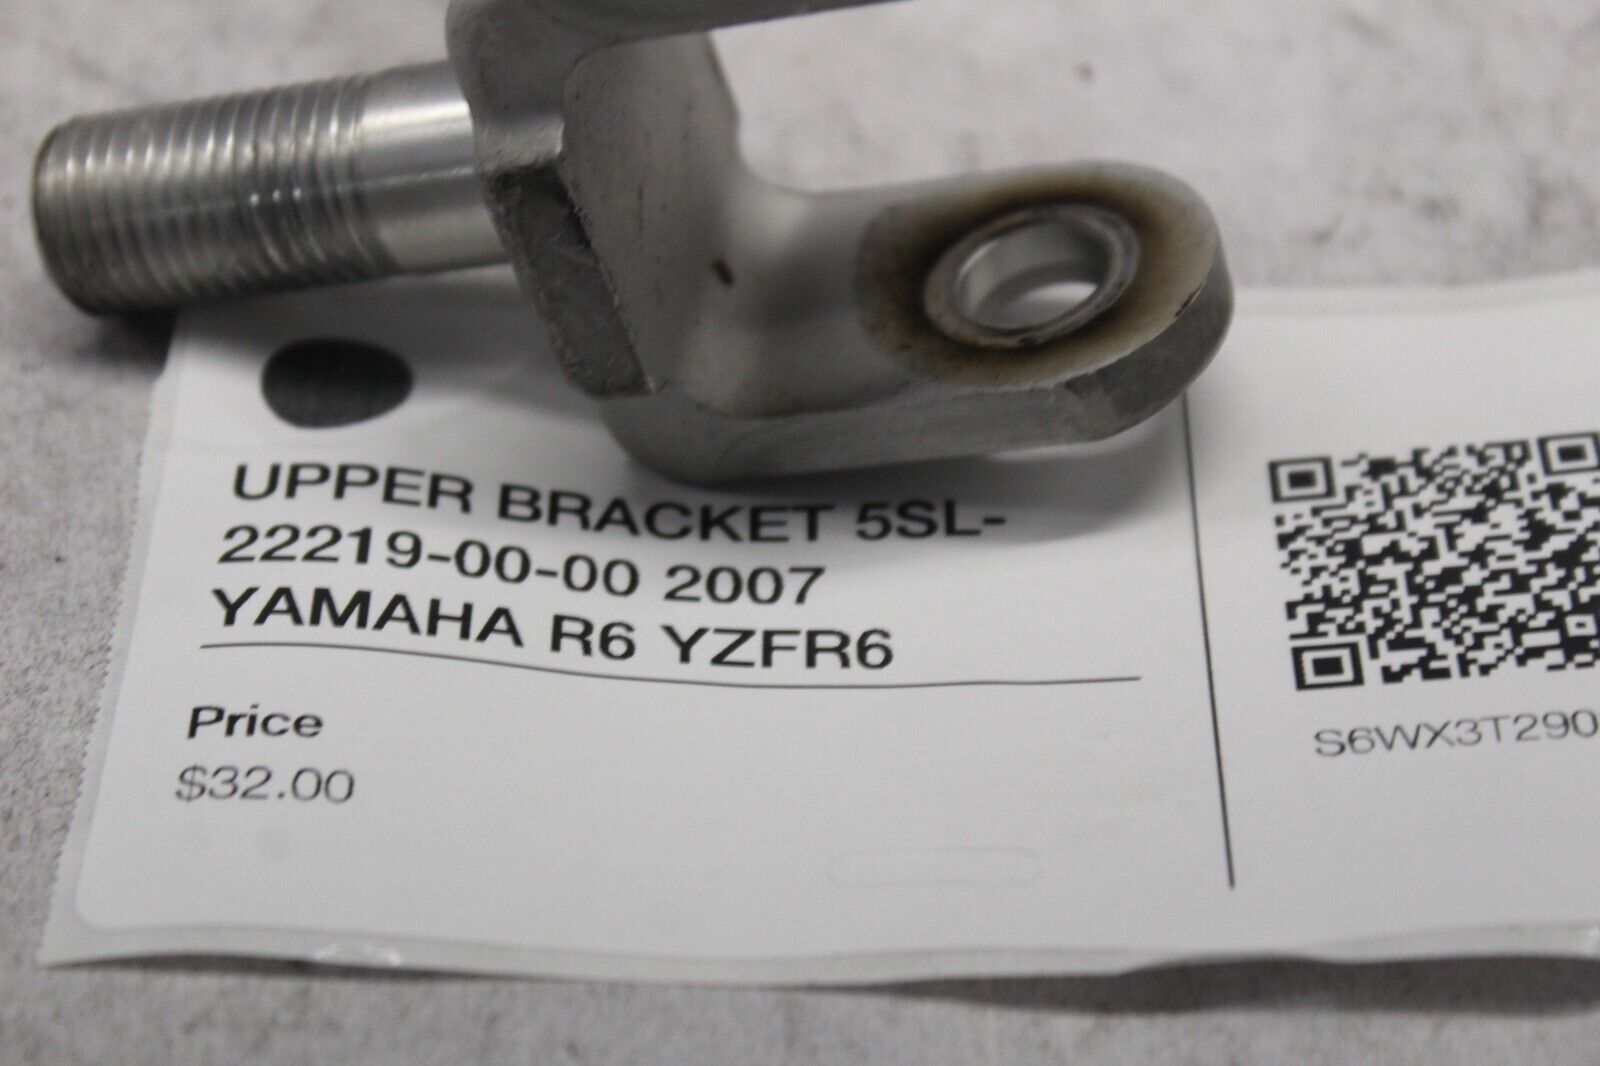 UPPER BRACKET 5SL-
22219-00-00 2007
YAMAHA R6 YZFR6
Price
$32.00
S6WX3T290